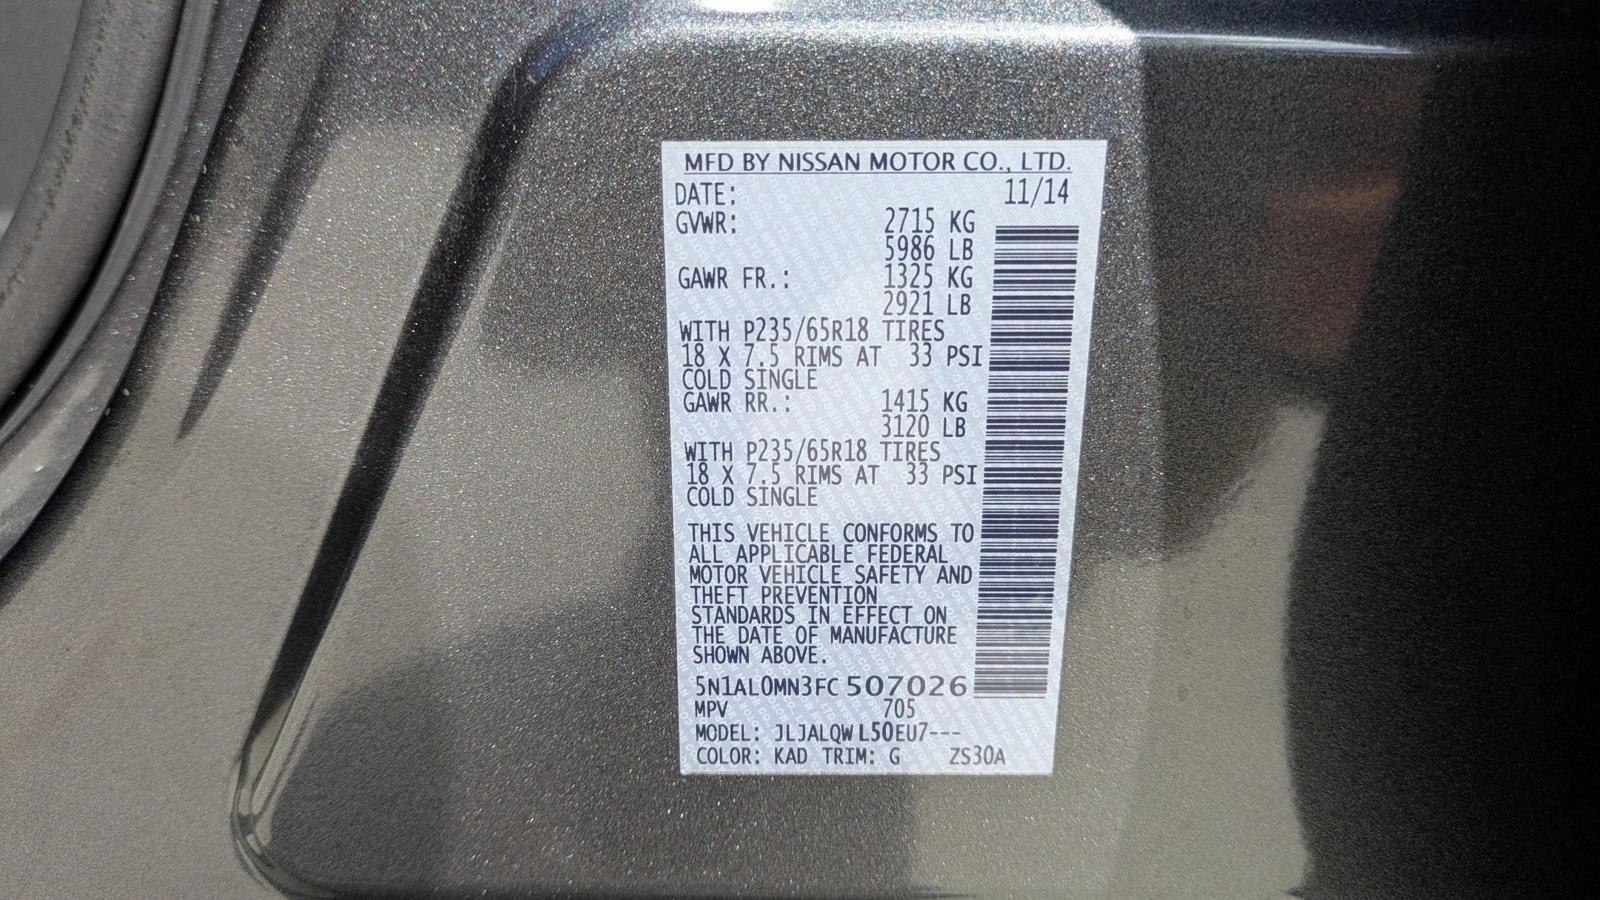 MFD BY NISSAN MOTOR CO., LTD.
DATE: 11/14
GVWR: 2715 KG
5986 LB
GAWR FR.: 1325 KG
2921 LB
WITH P235/65R18 TIRES
18 X 7.5 RIMS AT 33 PSI
COLD SINGLE
GAWR RR.: 1415 KG
3120 LB
WITH P235/65R18 TIRES
18 X 7.5 RIMS AT 33 PSI
COLD SINGLE
THIS VEHICLE CONFORMS TO
ALL APPLICABLE FEDERAL
MOTOR VEHICLE SAFETY AND
THEFT PREVENTION
STANDARDS IN EFFECT ON
THE DATE OF MANUFACTURE
SHOWN ABOVE.
5N1AL0MN3FC507026
MPV 705
MODEL: JLJALQWL50EU7---
COLOR: KAD TRIM: G ZS30A